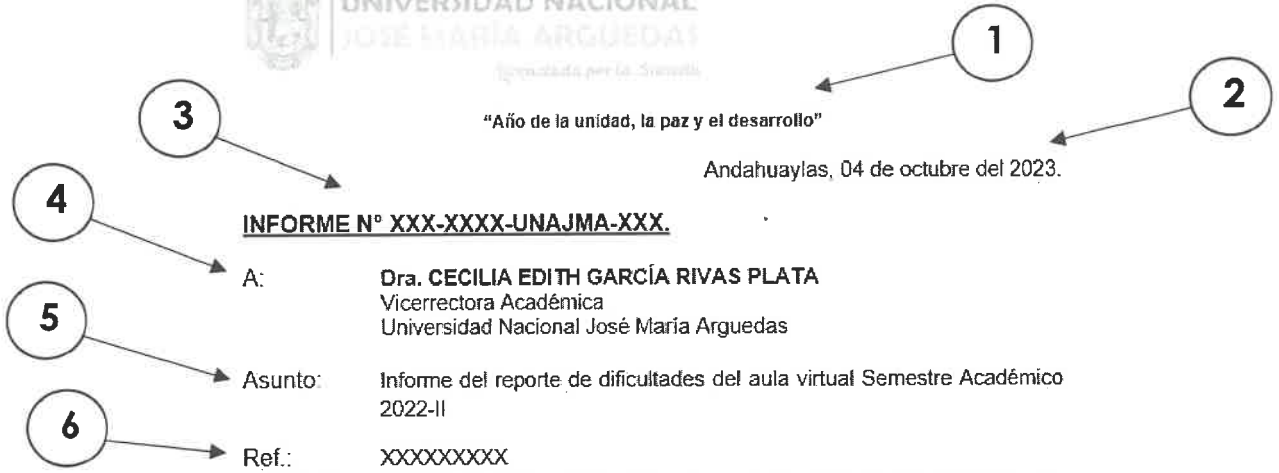 UNIVERSIDAD NACIONAL
JOSÉ MARÍA ARGUEDAS
1
2
3
"Año de la unidad, la paz y el desarrollo"
Andahuaylas, 04 de octubre del 2023.
4
INFORME N° XXX-XXXX-UNAJMA-XXX.
A: Dra. CECILIA EDITH GARCÍA RIVAS PLATA
Vicerrectora Académica
Universidad Nacional José María Arguedas
5
Asunto: Informe del reporte de dificultades del aula virtual Semestre Académico
2022-II
6
Ref.: XXXXXXXXX